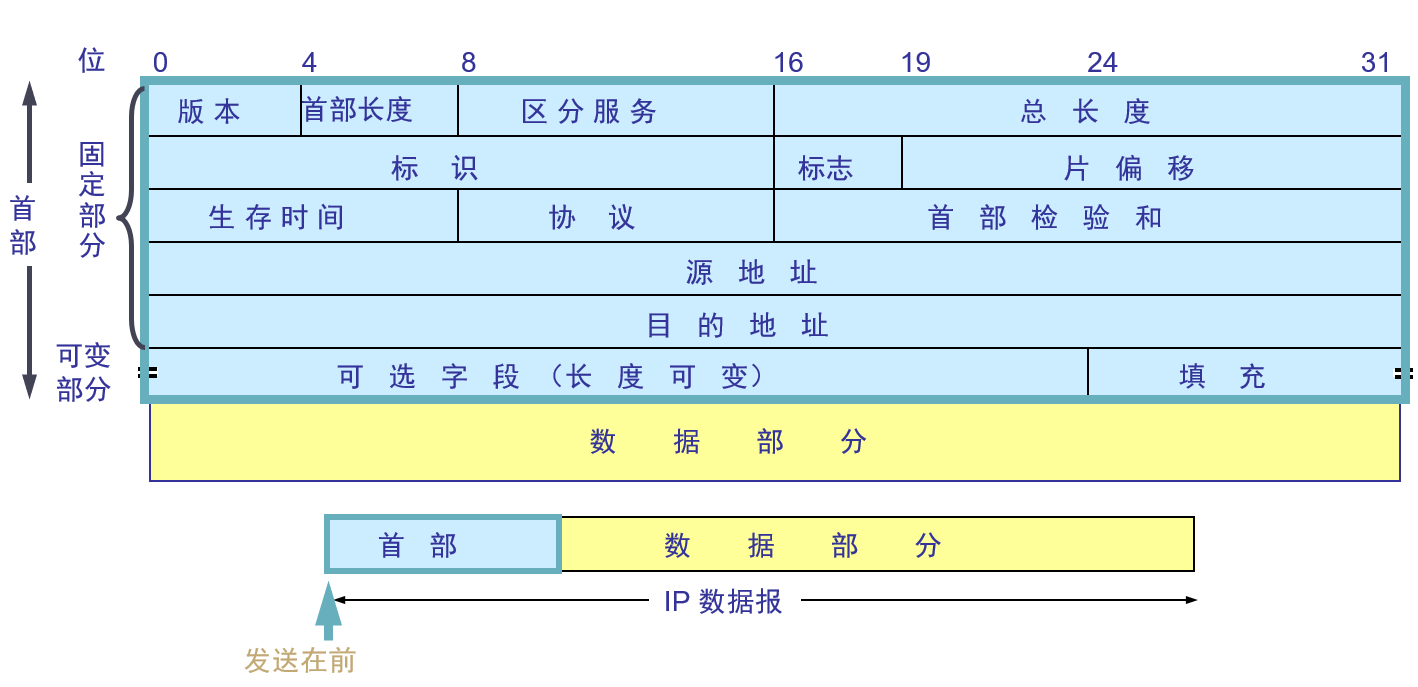 位 0 4 8 16 19 24 31
版本 首部长度 区分服务 总长度
标识 标志 片偏移
生存时间 协议 首部检验和
源地址
目的地址
可选字段（长度可变） 填充
首部
固定部分
可变部分
数据部分
首部 数据部分
IP 数据报
发送在前